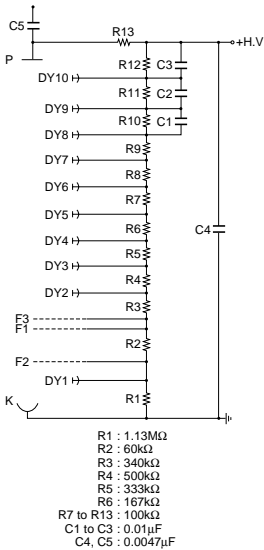 C5
R13
+H.V
P
R12
C3
DY10
R11
C2
DY9
R10
C1
DY8
R9
DY7
R8
DY6
R7
DY5
R6
C4
DY4
R5
DY3
R4
DY2
R3
F3
F1
R2
F2
DY1
K
R1
R1 : 1.13MΩ
R2 : 60kΩ
R3 : 340kΩ
R4 : 500kΩ
R5 : 333kΩ
R6 : 167kΩ
R7 to R13 : 100kΩ
C1 to C3 : 0.01µF
C4, C5 : 0.0047µF